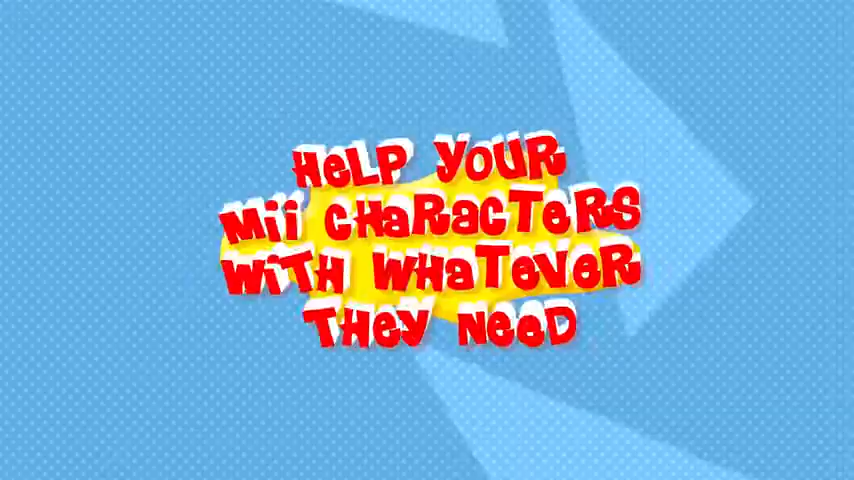 HELP YOUR
Mii CHARACTERS
WITH WHATEVER
THEY NEED